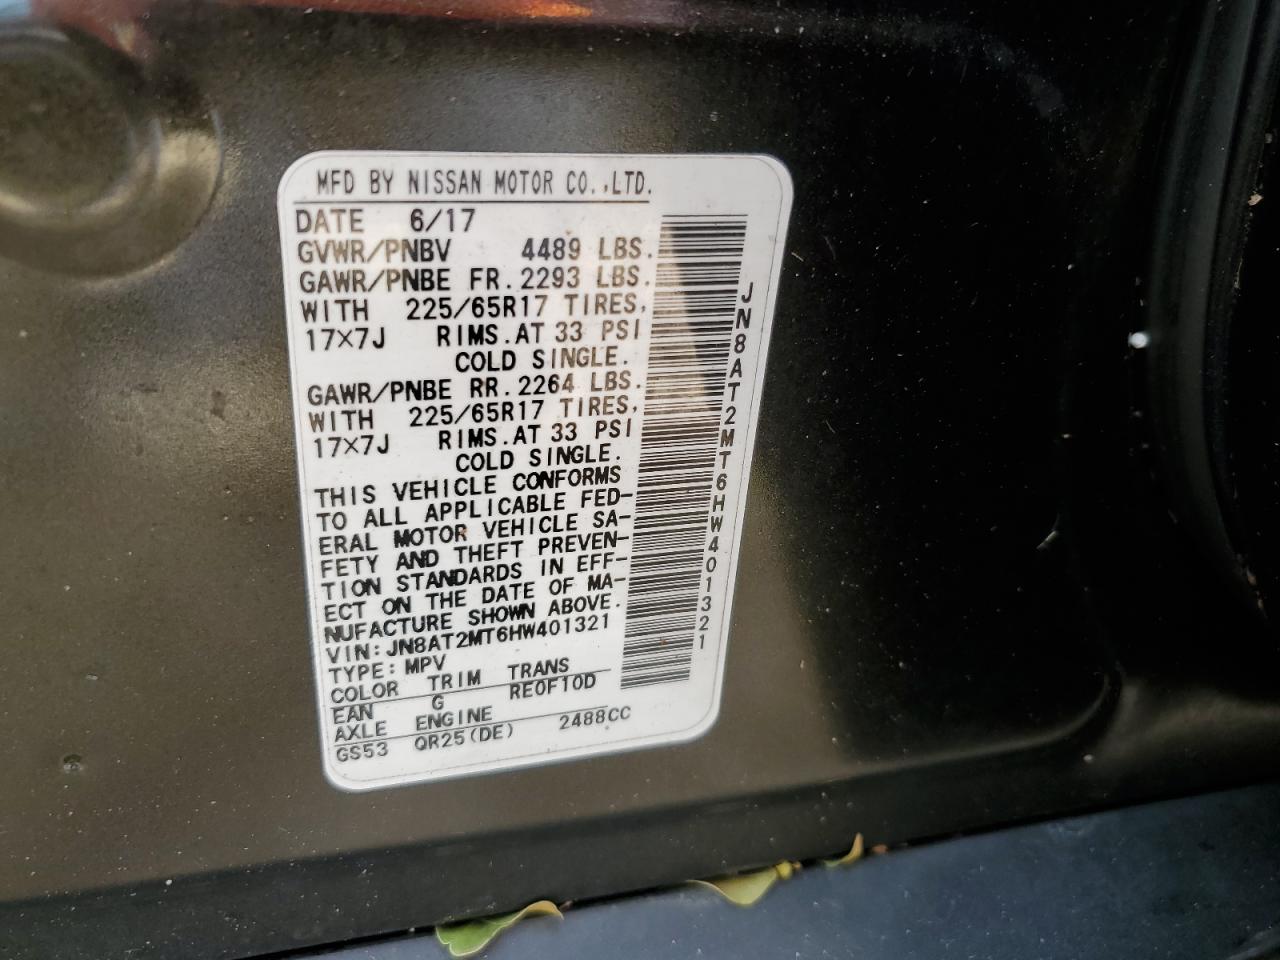 MFD BY NISSAN MOTOR CO.,LTD.
DATE 6/17
GVWR/PNBV 4489 LBS.
GAWR/PNBE FR. 2293 LBS.
WITH 225/65R17 TIRES,
17×7J RIMS.AT 33 PSI
COLD SINGLE.
GAWR/PNBE RR. 2264 LBS.
WITH 225/65R17 TIRES,
17×7J RIMS.AT 33 PSI
COLD SINGLE.
THIS VEHICLE CONFORMS
TO ALL APPLICABLE FED-
ERAL MOTOR VEHICLE SA-
FETY AND THEFT PREVEN-
TION STANDARDS IN EFF-
ECT ON THE DATE OF MA-
NUFACTURE SHOWN ABOVE.
VIN: JN8AT2MT6HW401321
TYPE: MPV
COLOR TRIM TRANS
EAN G RE0F10D
AXLE ENGINE
GS53 QR25(DE) 2488CC
JN8AT2MT6HW401321